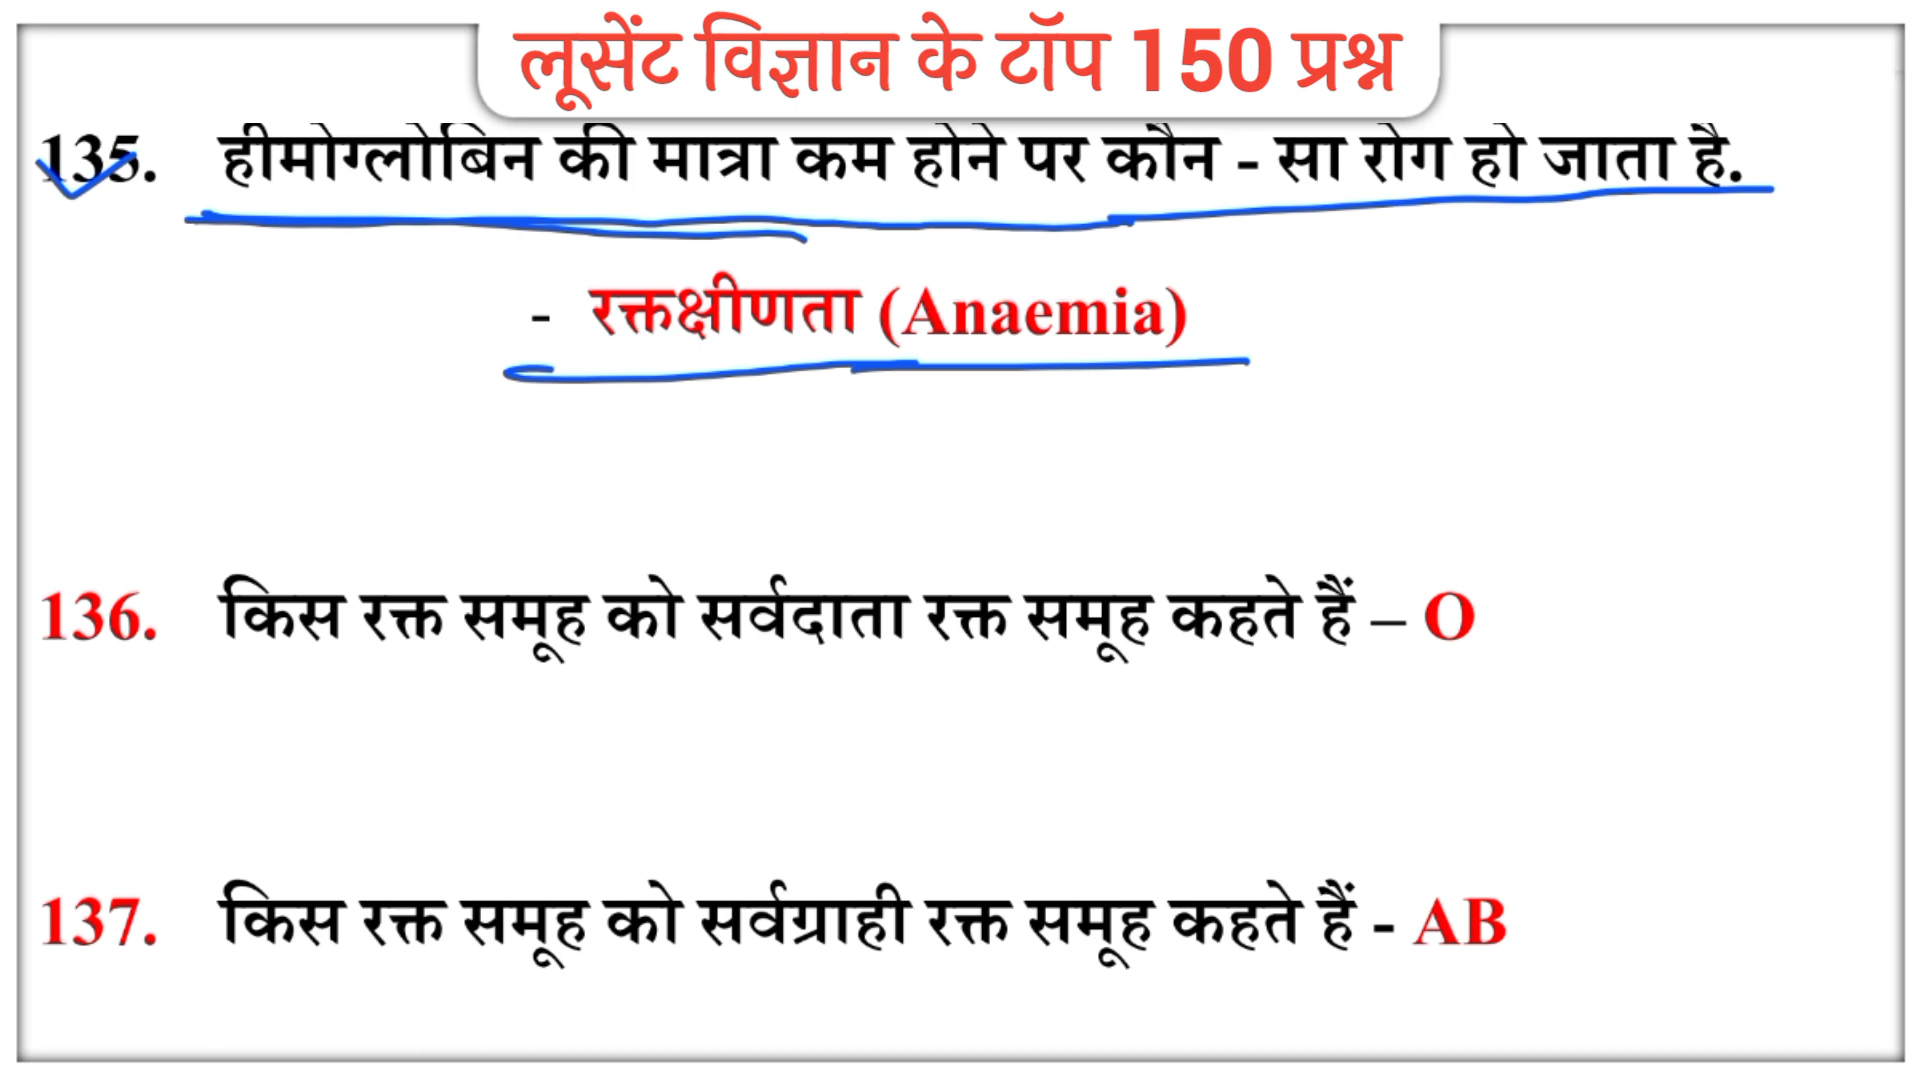 लूसेंट विज्ञान के टॉप 150 प्रश्न
135. हीमोग्लोबिन की मात्रा कम होने पर कौन - सा रोग हो जाता है.
- रक्तक्षीणता (Anaemia)
136. किस रक्त समूह को सर्वदाता रक्त समूह कहते हैं – O
137. किस रक्त समूह को सर्वग्राही रक्त समूह कहते हैं - AB